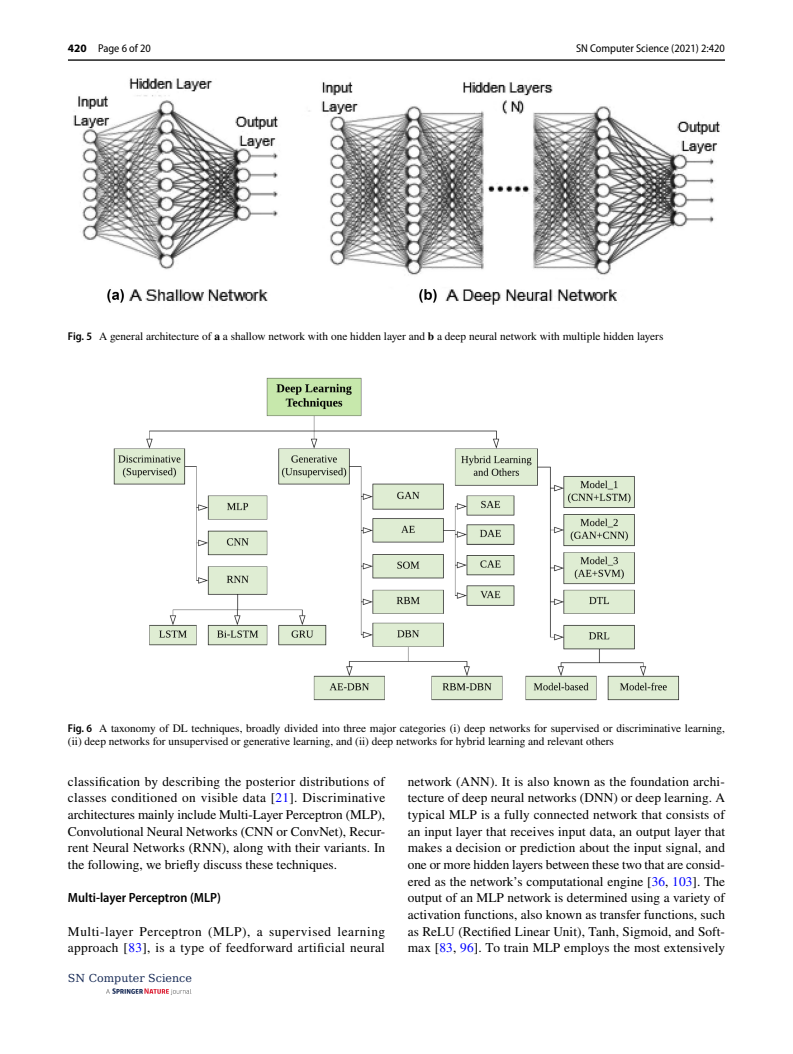 420 Page 6 of 20
SN Computer Science (2021) 2:420
Hidden Layer
Input
Layer
Output
Layer
(a) A Shallow Network
Input
Layer
Hidden Layers
( N)
Output
Layer
(b) A Deep Neural Network
Fig. 5 A general architecture of a a shallow network with one hidden layer and b a deep neural network with multiple hidden layers
Deep Learning
Techniques
Discriminative
(Supervised)
MLP
CNN
RNN
LSTM
Bi-LSTM
GRU
Generative
(Unsupervised)
GAN
AE
SOM
RBM
DBN
SAE
DAE
CAE
VAE
AE-DBN
RBM-DBN
Hybrid Learning
and Others
Model_1
(CNN+LSTM)
Model_2
(GAN+CNN)
Model_3
(AE+SVM)
DTL
DRL
Model-based
Model-free
Fig. 6 A taxonomy of DL techniques, broadly divided into three major categories (i) deep networks for supervised or discriminative learning,
(ii) deep networks for unsupervised or generative learning, and (ii) deep networks for hybrid learning and relevant others
classification by describing the posterior distributions of
classes conditioned on visible data [21]. Discriminative
architectures mainly include Multi-Layer Perceptron (MLP),
Convolutional Neural Networks (CNN or ConvNet), Recur-
rent Neural Networks (RNN), along with their variants. In
the following, we briefly discuss these techniques.
Multi-layer Perceptron (MLP)
Multi-layer Perceptron (MLP), a supervised learning
approach [83], is a type of feedforward artificial neural
network (ANN). It is also known as the foundation archi-
tecture of deep neural networks (DNN) or deep learning. A
typical MLP is a fully connected network that consists of
an input layer that receives input data, an output layer that
makes a decision or prediction about the input signal, and
one or more hidden layers between these two that are consid-
ered as the network's computational engine [36, 103]. The
output of an MLP network is determined using a variety of
activation functions, also known as transfer functions, such
as ReLU (Rectified Linear Unit), Tanh, Sigmoid, and Soft-
max [83, 96]. To train MLP employs the most extensively
SN Computer Science
A SPRINGER NATURE journal